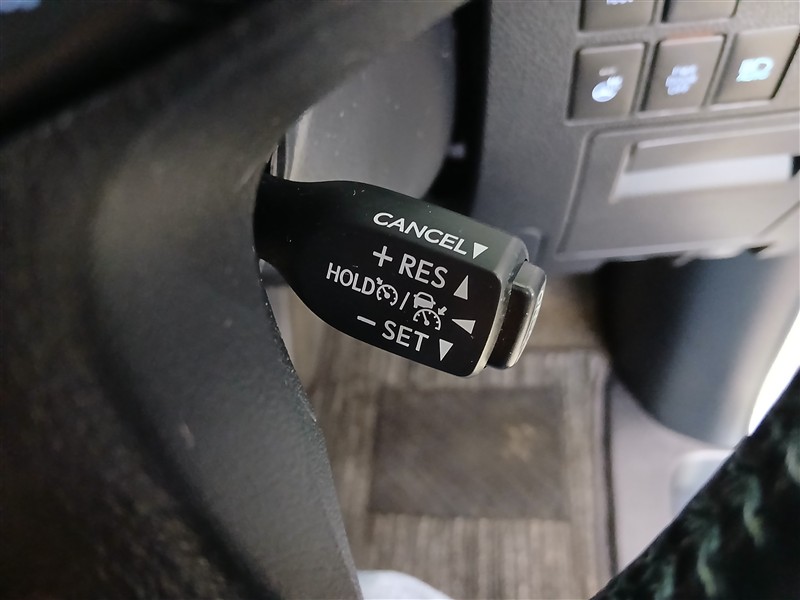 CANCEL▼
+ RES ▲
HOLD / ◀
− SET ▼